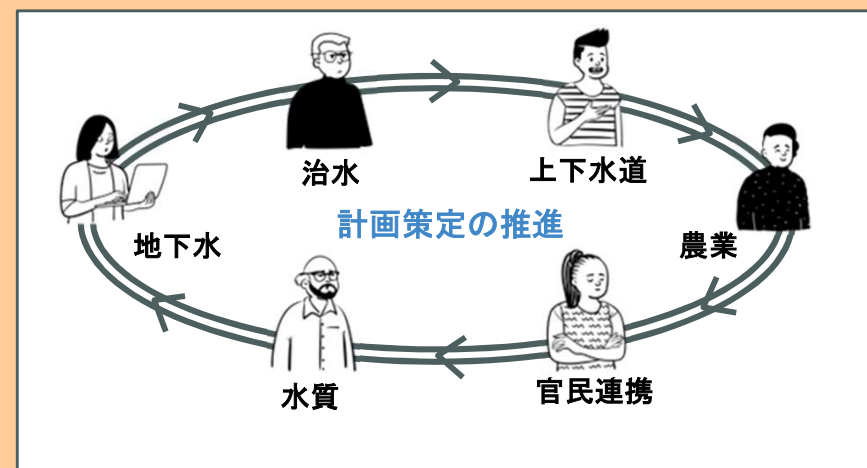 治水
上下水道
計画策定の推進
地下水
農業
水質
官民連携